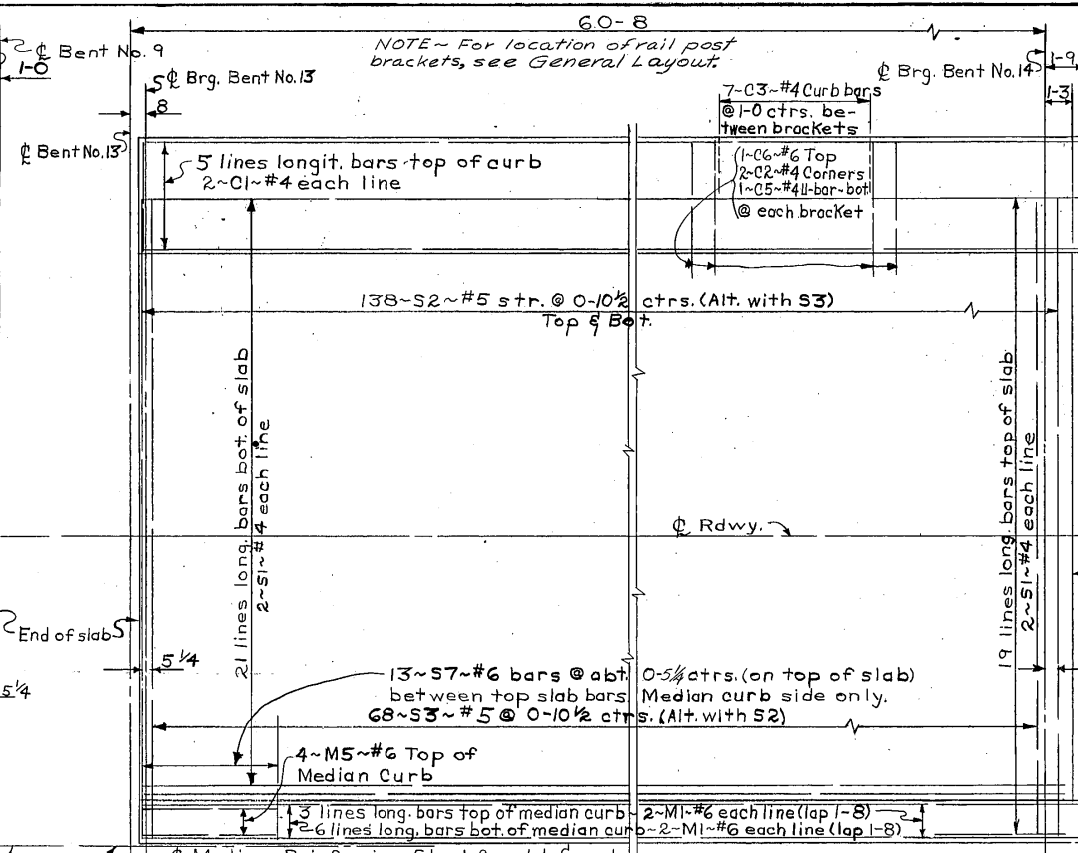 60-8
℄ Bent No. 9
1-0
NOTE~ For location of rail post
brackets, see General Layout.
℄ Brg. Bent No.13
8
℄ Brg. Bent No.14
1-9
1-3
7~C3~#4 Curb bars
@ 1-0 ctrs. be-
tween brackets
℄ Bent No.13
5 lines longit. bars top of curb
2~C1~#4 each line
1~C6~#6 Top
2~C2~#4 Corners
1~C5~#4 U-bar~bot
@ each bracket
138~S2~#5 str. @ 0-10½ ctrs. (Alt. with S3)
Top & Bot.
21 lines long. bars bot. of slab
2~S1~#4 each line
19 lines long. bars top of slab
2~S1~#4 each line
℄ Rdwy.
End of slab
5¼
5¼
13~S7~#6 bars @ abt. 0-5¼ ctrs. (on top of slab)
between top slab bars. Median curb side only.
68~S3~#5 @ 0-10½ ctrs. (Alt. with S2)
4~M5~#6 Top of
Median Curb
3 lines long. bars top of median curb~2~M1~#6 each line (lap 1-8)
6 lines long. bars bot. of median curb~2~M1~#6 each line (lap 1-8)